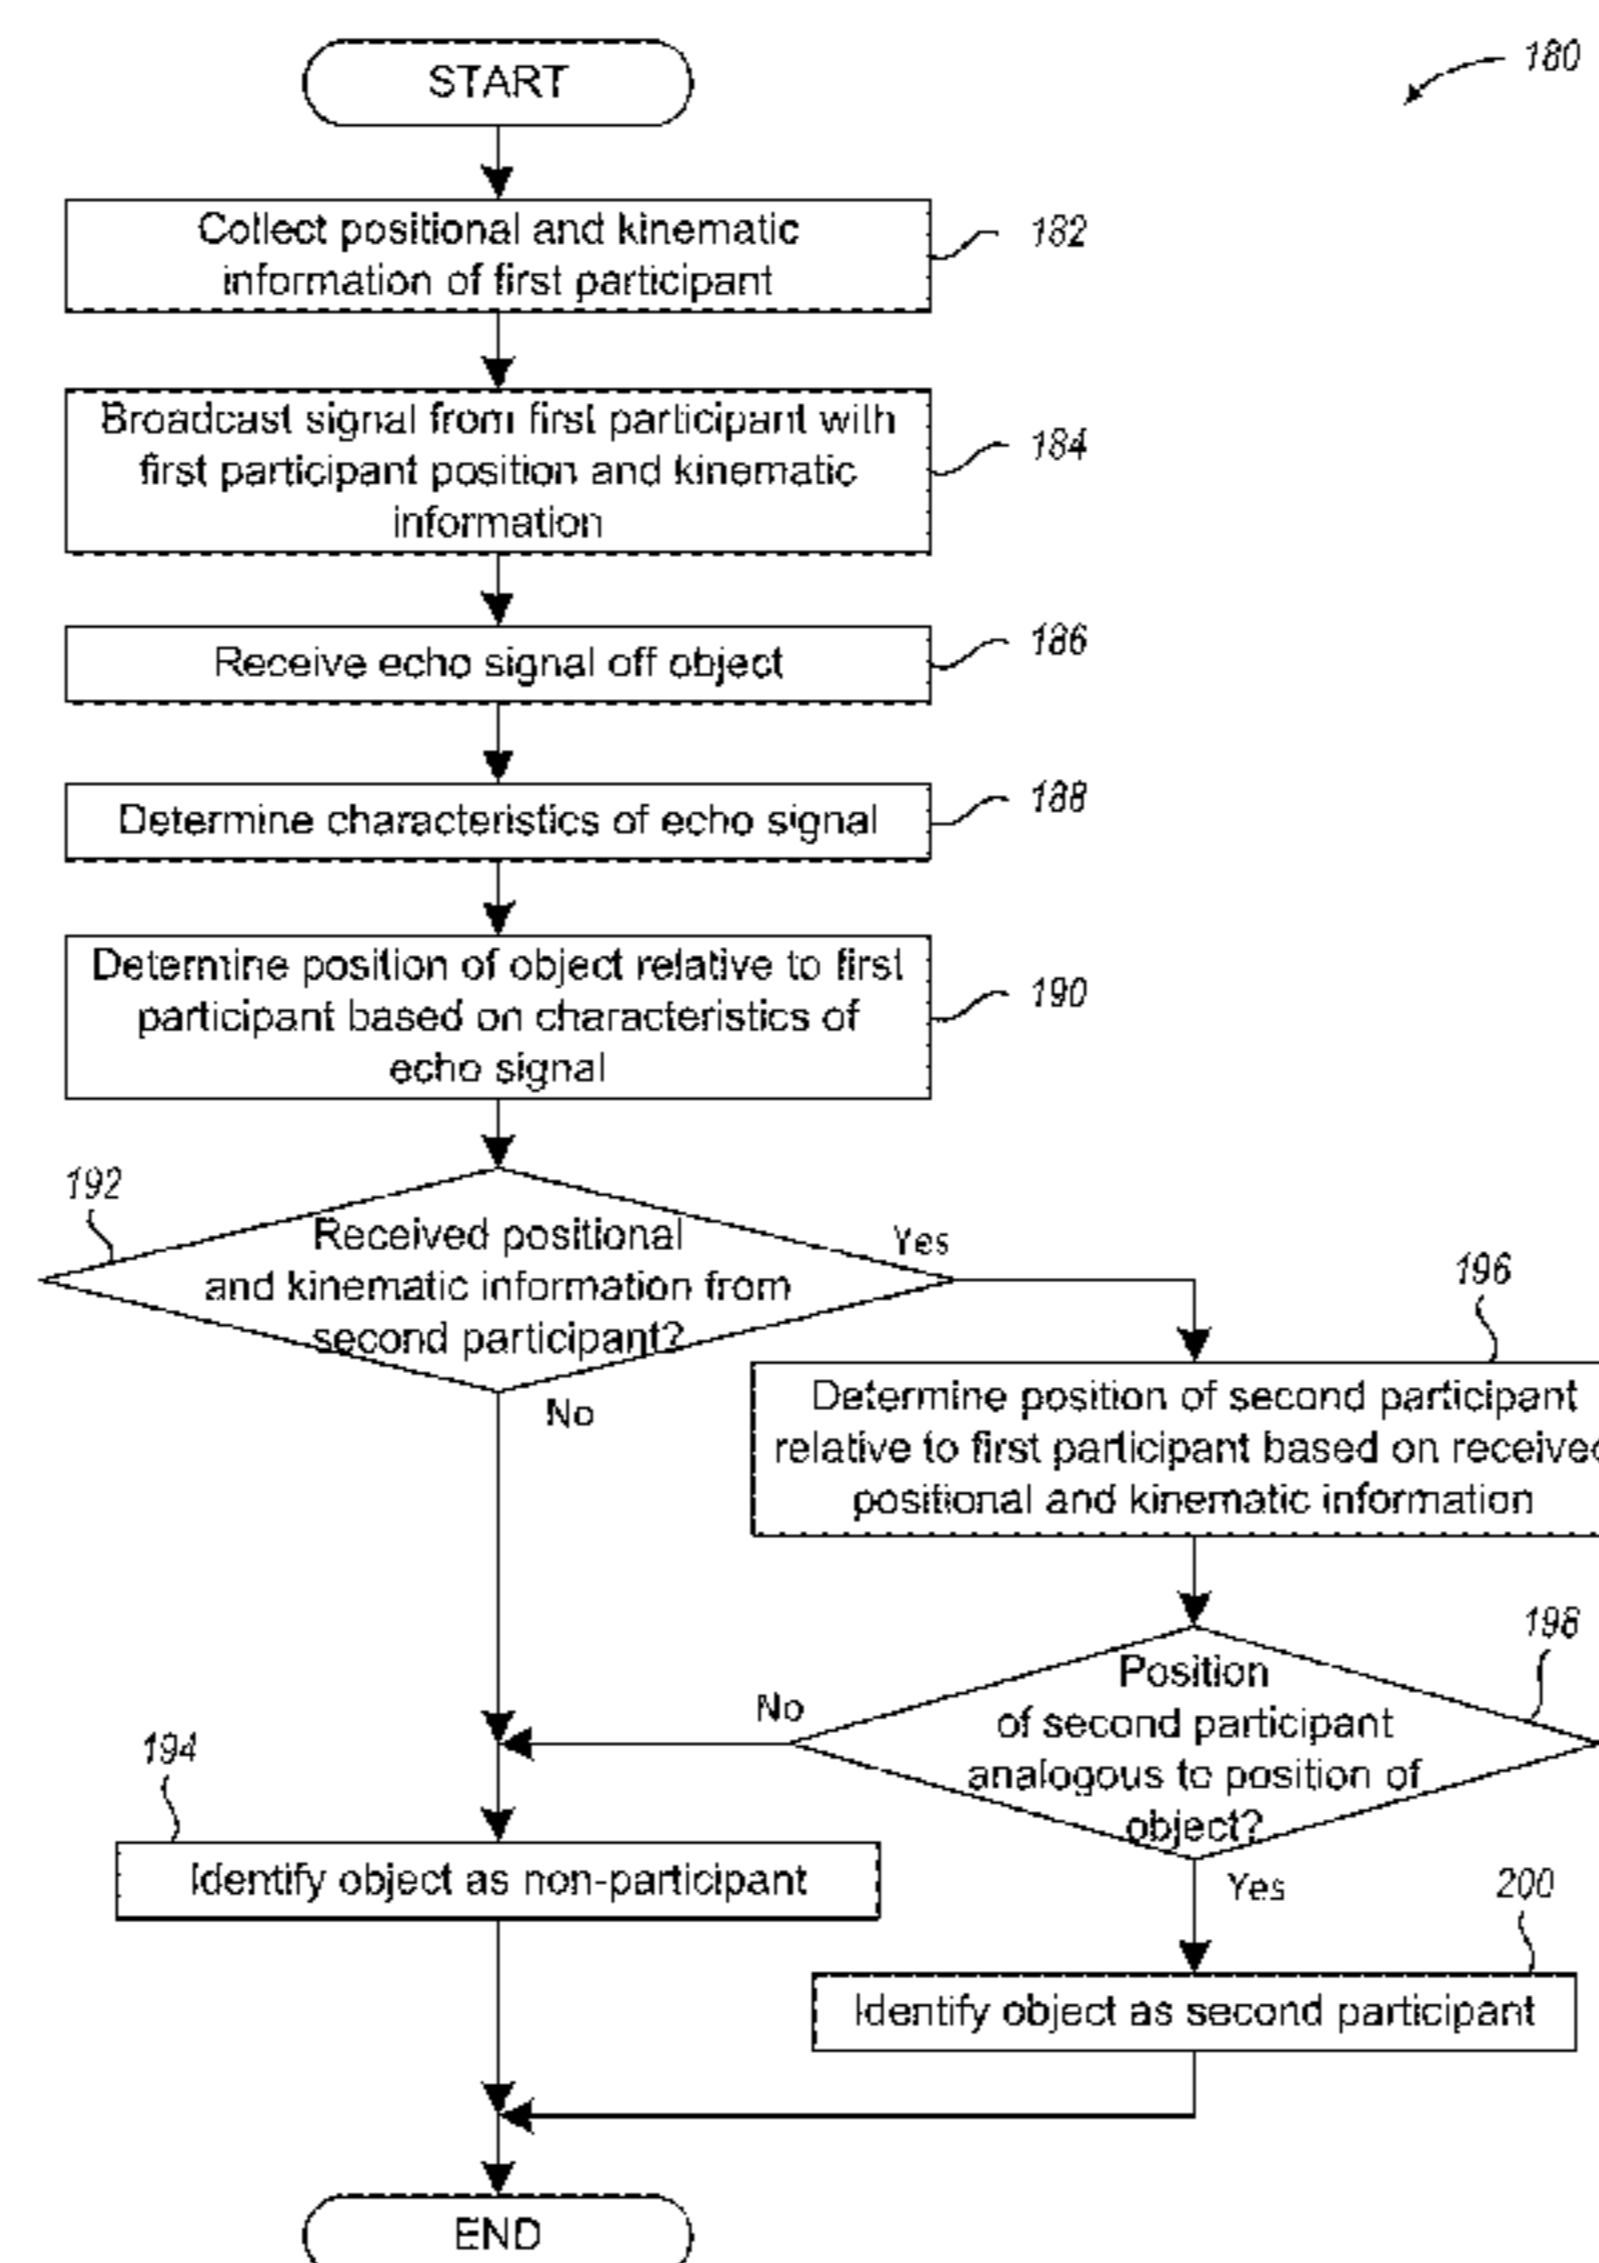 START
180
Collect positional and kinematic
information of first participant
182
Broadcast signal from first participant with
first participant position and kinematic
information
184
Receive echo signal off object
186
Determine characteristics of echo signal
188
Determine position of object relative to first
participant based on characteristics of
echo signal
190
192
Received positional
and kinematic information from
second participant?
Yes
No
196
Determine position of second participant
relative to first participant based on received
positional and kinematic information
198
Position
of second participant
analogous to position of
object?
No
Yes
194
Identify object as non-participant
200
Identify object as second participant
END